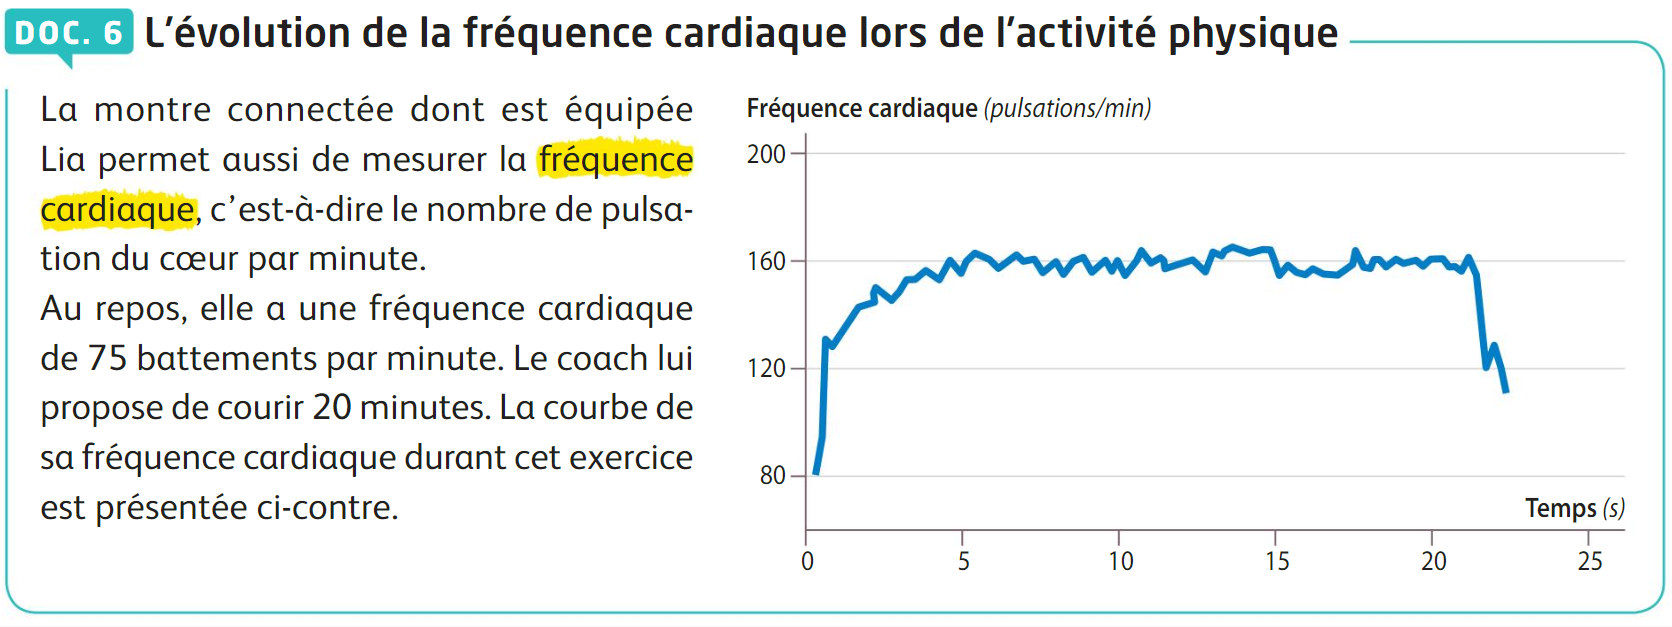 DOC. 6 L'évolution de la fréquence cardiaque lors de l'activité physique
La montre connectée dont est équipée
Lia permet aussi de mesurer la fréquence
cardiaque, c'est-à-dire le nombre de pulsa-
tion du cœur par minute.
Au repos, elle a une fréquence cardiaque
de 75 battements par minute. Le coach lui
propose de courir 20 minutes. La courbe de
sa fréquence cardiaque durant cet exercice
est présentée ci-contre.
Fréquence cardiaque (pulsations/min)
200
160
120
80
Temps (s)
0 5 10 15 20 25